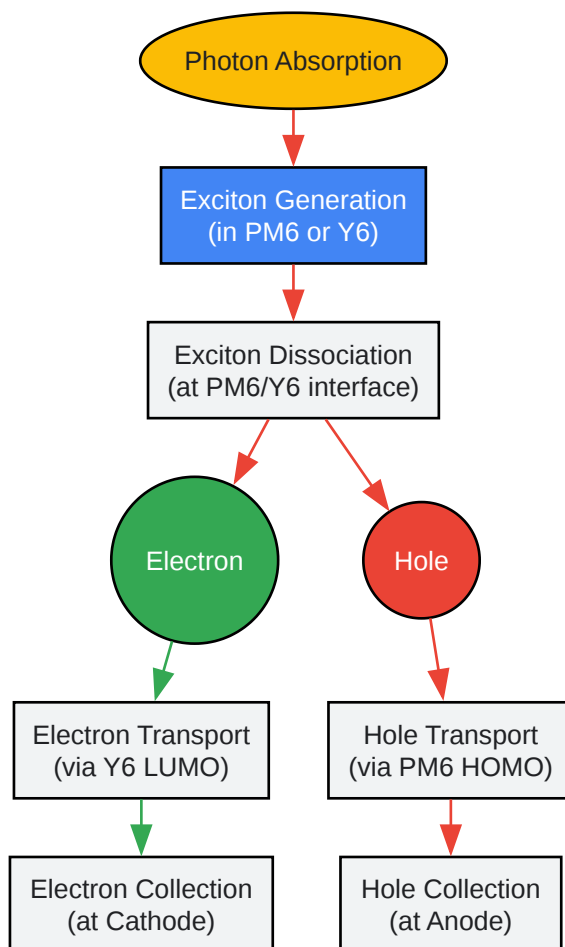 Photon Absorption
Exciton Generation
(in PM6 or Y6)
Exciton Dissociation
(at PM6/Y6 interface)
Electron
Hole
Electron Transport
(via Y6 LUMO)
Hole Transport
(via PM6 HOMO)
Electron Collection
(at Cathode)
Hole Collection
(at Anode)